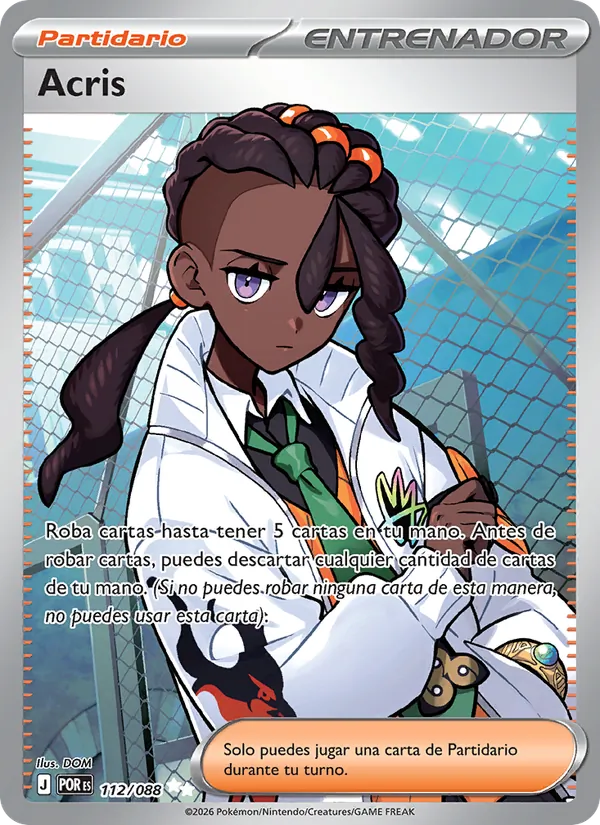 Partidario
ENTRENADOR
Acris
Roba cartas hasta tener 5 cartas en tu mano. Antes de
robar cartas, puedes descartar cualquier cantidad de cartas
de tu mano. (Si no puedes robar ninguna carta de esta manera,
no puedes usar esta carta).
Solo puedes jugar una carta de Partidario
durante tu turno.
Ilus. DOM
J POR ES 112/088
©2026 Pokémon/Nintendo/Creatures/GAME FREAK